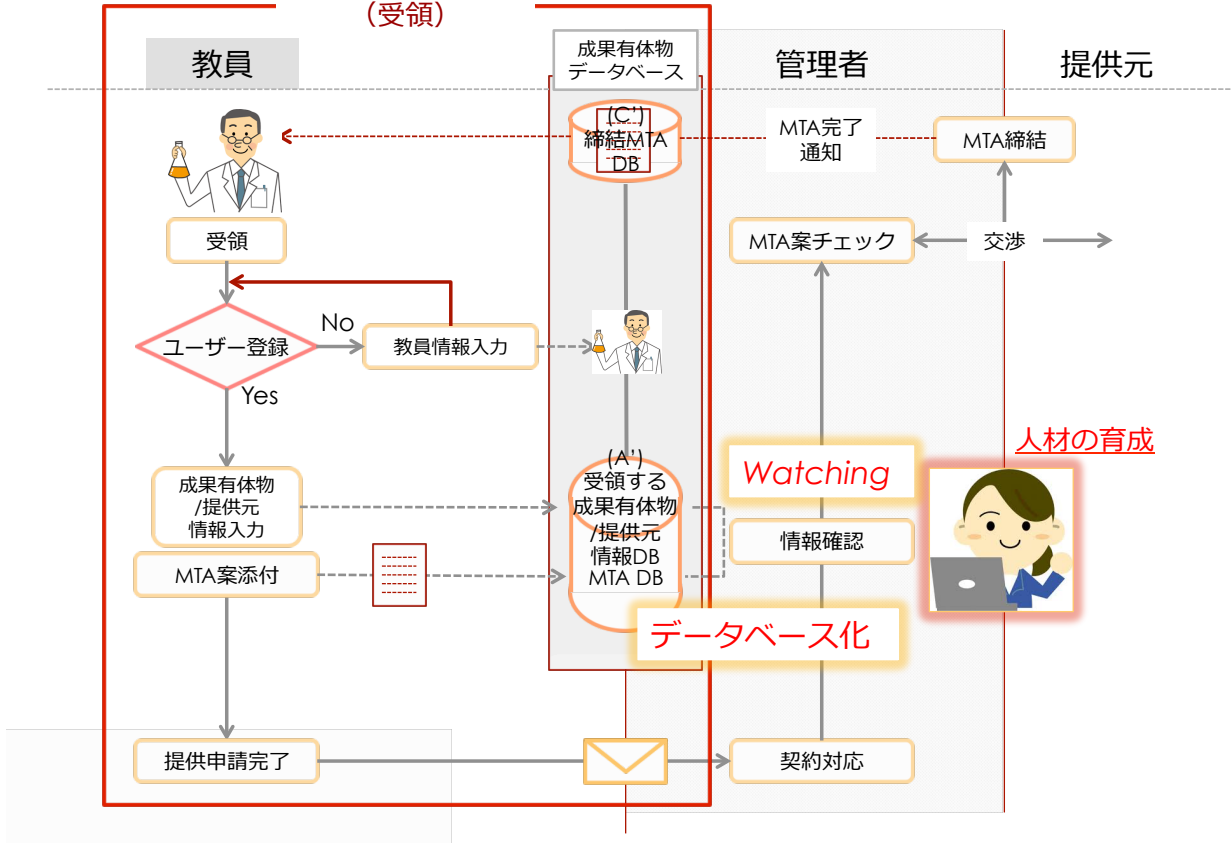 （受領）
教員
成果有体物
データベース
管理者
提供元
(C’)
締結MTA
DB
MTA完了
通知
MTA締結
受領
MTA案チェック
交渉
ユーザー登録
No
教員情報入力
Yes
人材の育成
Watching
(A’)
受領する
成果有体物
/提供元
情報DB
MTA DB
成果有体物
/提供元
情報入力
情報確認
MTA案添付
データベース化
提供申請完了
契約対応